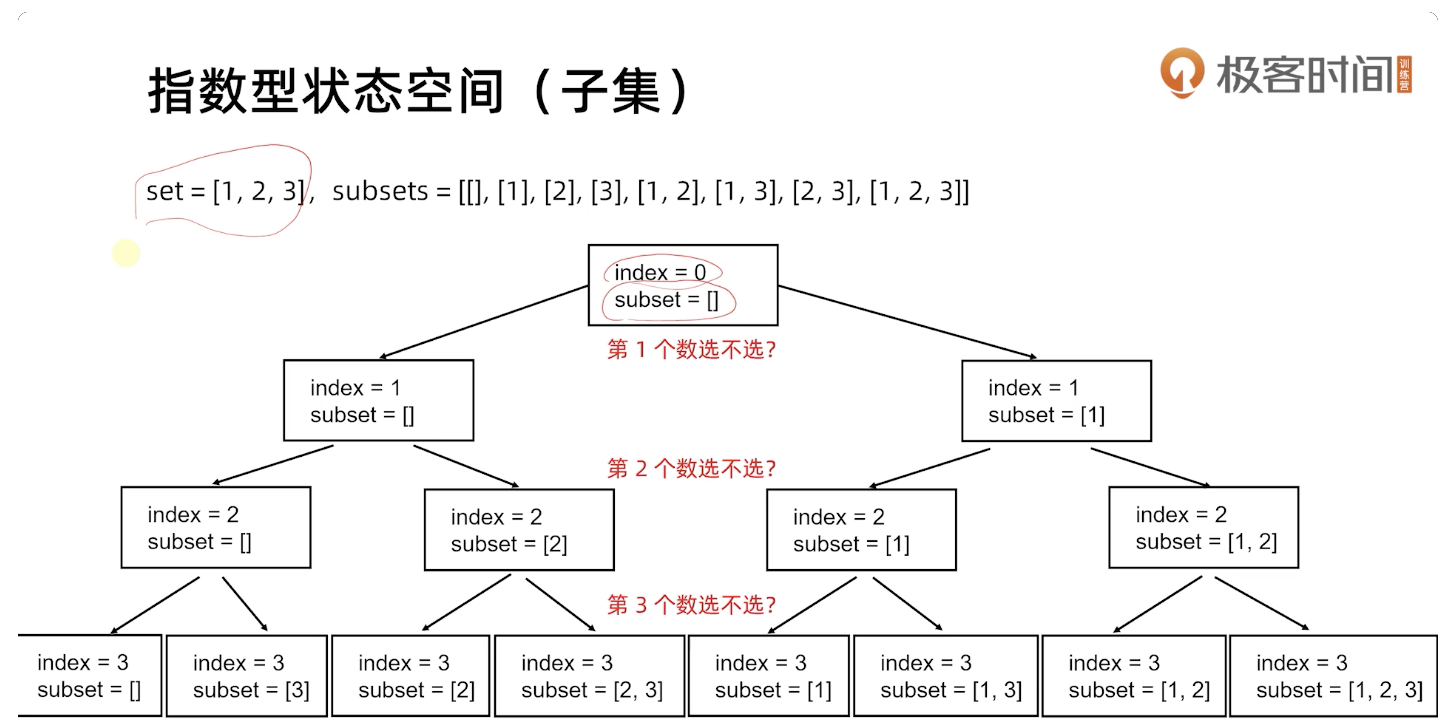 指数型状态空间（子集）
极客时间
训练营
set = [1, 2, 3], subsets = [[], [1], [2], [3], [1, 2], [1, 3], [2, 3], [1, 2, 3]]
index = 0
subset = []
第 1 个数选不选?
index = 1
subset = []
index = 1
subset = [1]
第 2 个数选不选?
index = 2
subset = []
index = 2
subset = [2]
index = 2
subset = [1]
index = 2
subset = [1, 2]
第 3 个数选不选?
index = 3
subset = []
index = 3
subset = [3]
index = 3
subset = [2]
index = 3
subset = [2, 3]
index = 3
subset = [1]
index = 3
subset = [1, 3]
index = 3
subset = [1, 2]
index = 3
subset = [1, 2, 3]